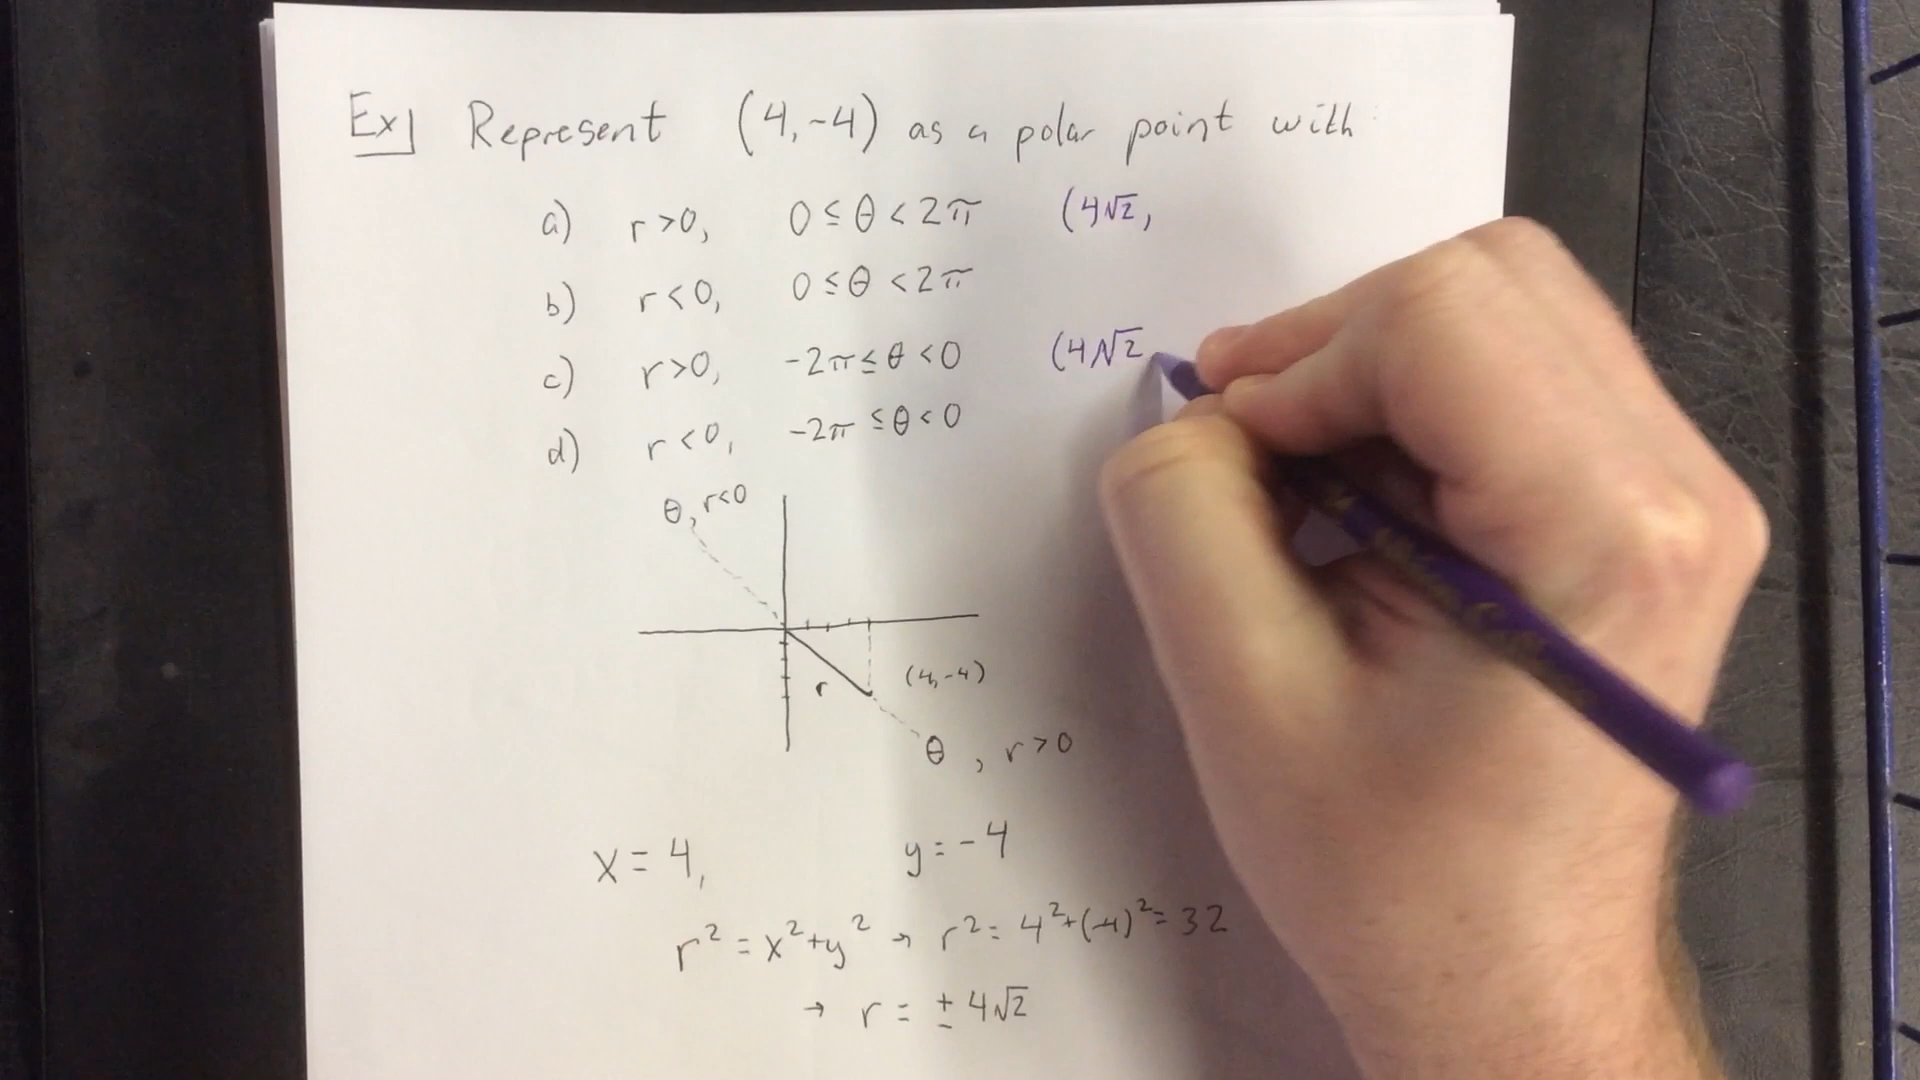 Ex] Represent (4,-4) as a polar point with
a) r>0, 0≤θ<2π (4√2,
b) r<0, 0≤θ<2π
c) r>0, -2π≤θ<0 (4√2
d) r<0, -2π≤θ<0
θ, r<0
(4,-4)
r
θ , r>0
x=4, y=-4
r²=x²+y² → r²=4²+(-4)²=32
→ r=±4√2